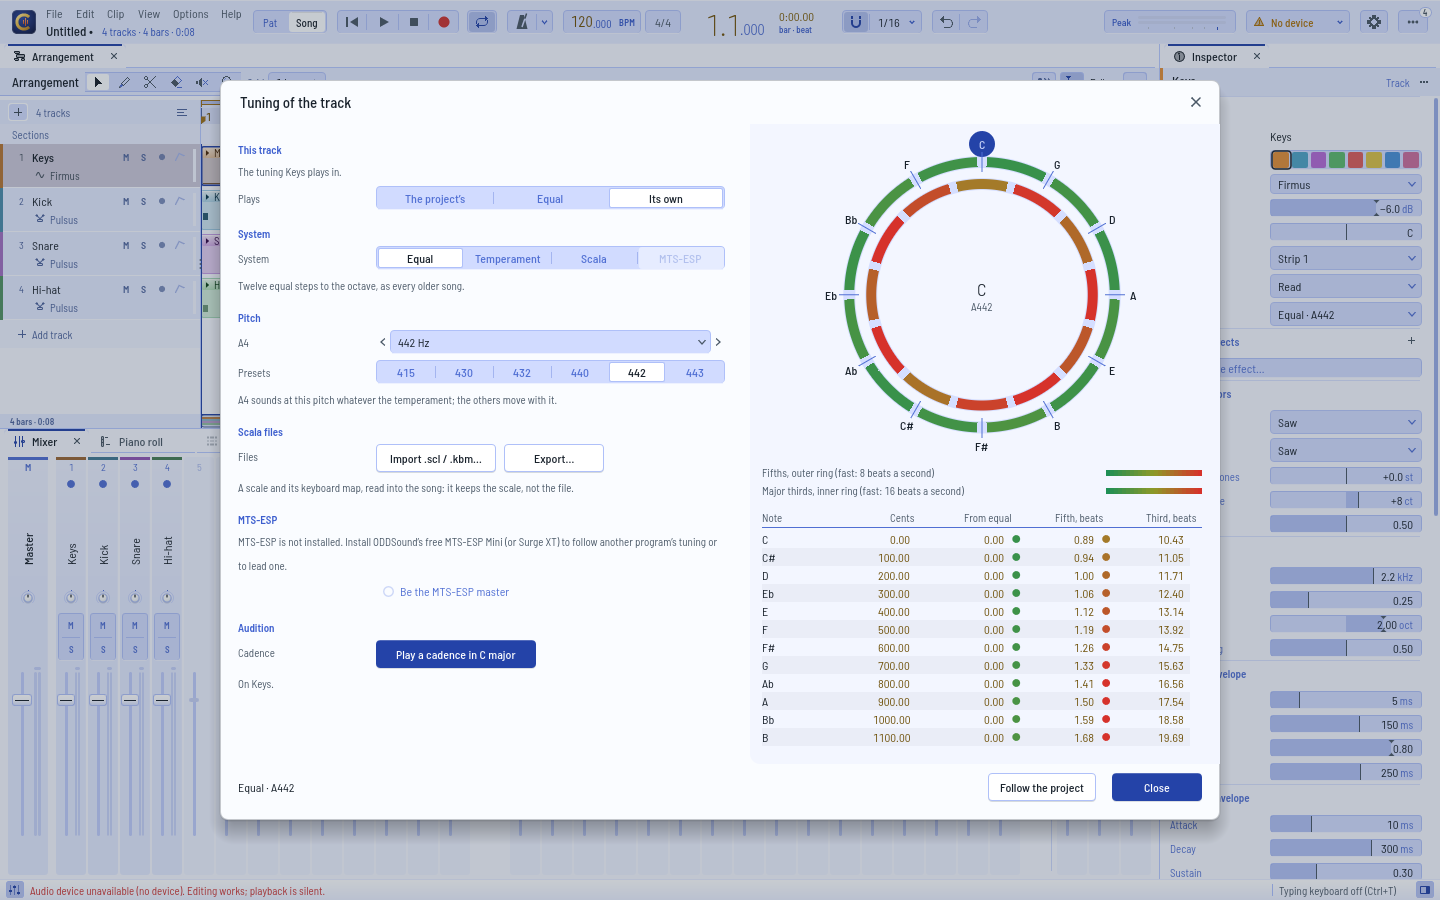 File Edit Clip View Options Help
Untitled • 4 tracks · 4 bars · 0:08
Pat Song
120.000 BPM
4/4
1.1.000
0:00.00
bar · beat
1/16
Peak
No device
4
Arrangement
Inspector
Arrangement
Track
4 tracks
Sections
1
1 Keys M S
Firmus
2 Kick M S
Pulsus
3 Snare M S
Pulsus
4 Hi-hat M S
Pulsus
Add track
4 bars · 0:08
Mixer
Piano roll
M 1 2 3 4 5
Master
Keys
Kick
Snare
Hi-hat
M M M M
S S S S
Tuning of the track
This track
The tuning Keys plays in.
Plays The project's Equal Its own
System
System Equal Temperament Scala MTS-ESP
Twelve equal steps to the octave, as every older song.
Pitch
A4 442 Hz
Presets 415 430 432 440 442 443
A4 sounds at this pitch whatever the temperament; the others move with it.
Scala files
Files Import .scl / .kbm... Export...
A scale and its keyboard map, read into the song: it keeps the scale, not the file.
MTS-ESP
MTS-ESP is not installed. Install ODDSound's free MTS-ESP Mini (or Surge XT) to follow another program's tuning or
to lead one.
Be the MTS-ESP master
Audition
Cadence Play a cadence in C major
On Keys.
Equal · A442
C
F G
Bb D
Eb A
Ab E
C# B
F#
C
A442
Fifths, outer ring (fast: 8 beats a second)
Major thirds, inner ring (fast: 16 beats a second)
Note Cents From equal Fifth, beats Third, beats
C 0.00 0.00 0.89 10.43
C# 100.00 0.00 0.94 11.05
D 200.00 0.00 1.00 11.71
Eb 300.00 0.00 1.06 12.40
E 400.00 0.00 1.12 13.14
F 500.00 0.00 1.19 13.92
F# 600.00 0.00 1.26 14.75
G 700.00 0.00 1.33 15.63
Ab 800.00 0.00 1.41 16.56
A 900.00 0.00 1.50 17.54
Bb 1000.00 0.00 1.59 18.58
B 1100.00 0.00 1.68 19.69
Follow the project Close
Keys
Firmus
−6.0 dB
C
Strip 1
Read
Equal · A442
Saw
Saw
+0.0 st
+8 ct
0.50
2.2 kHz
0.25
2.00 oct
0.50
5 ms
150 ms
0.80
250 ms
Attack 10 ms
Decay 300 ms
Sustain 0.30
Audio device unavailable (no device). Editing works; playback is silent.
Typing keyboard off (Ctrl+T)